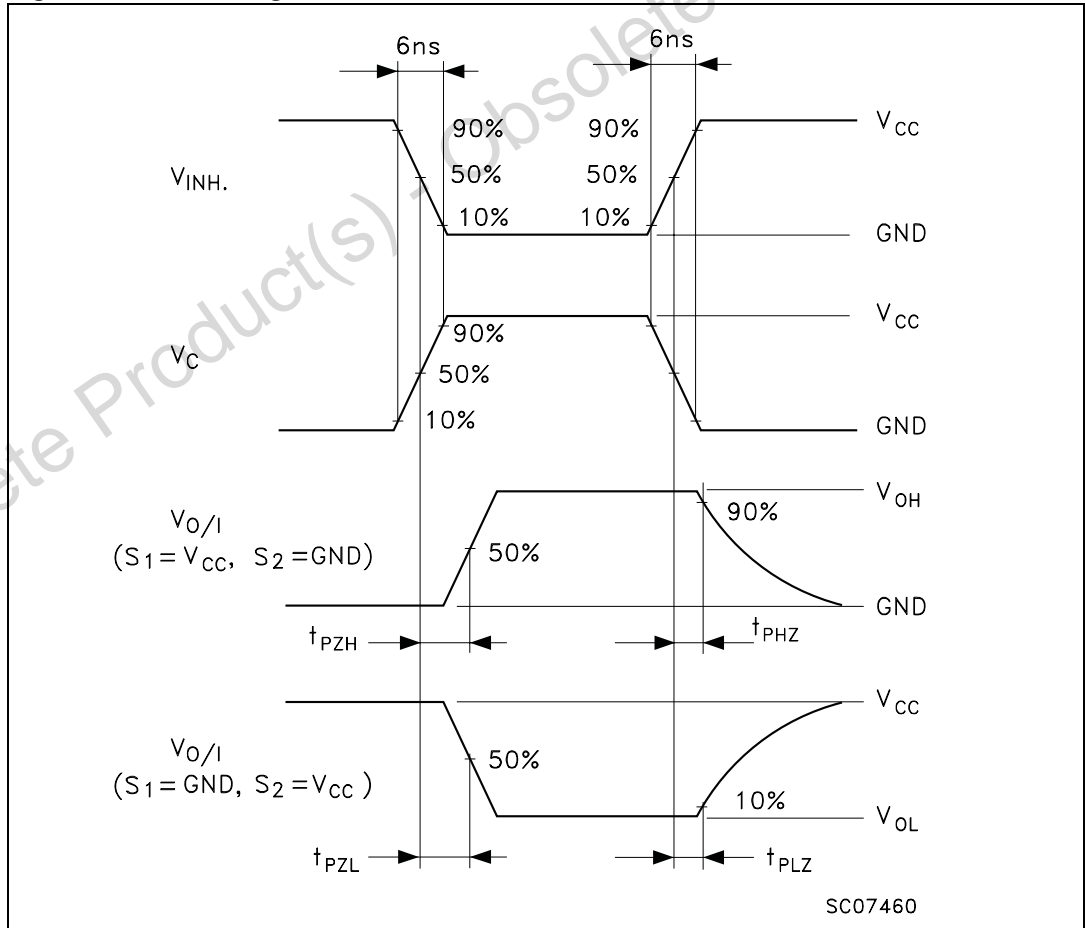 6ns 6ns
90% 90% VCC
VINH. 50% 50%
10% 10%
GND
VCC
90%
VC
50%
10% GND
VOH
90%
VO/I
(S1=VCC, S2=GND)
50%
GND
tPZH tPHZ
VCC
VO/I
(S1=GND, S2=VCC)
50%
10%
VOL
tPZL tPLZ
SC07460
ete Product(s) - Obsolete